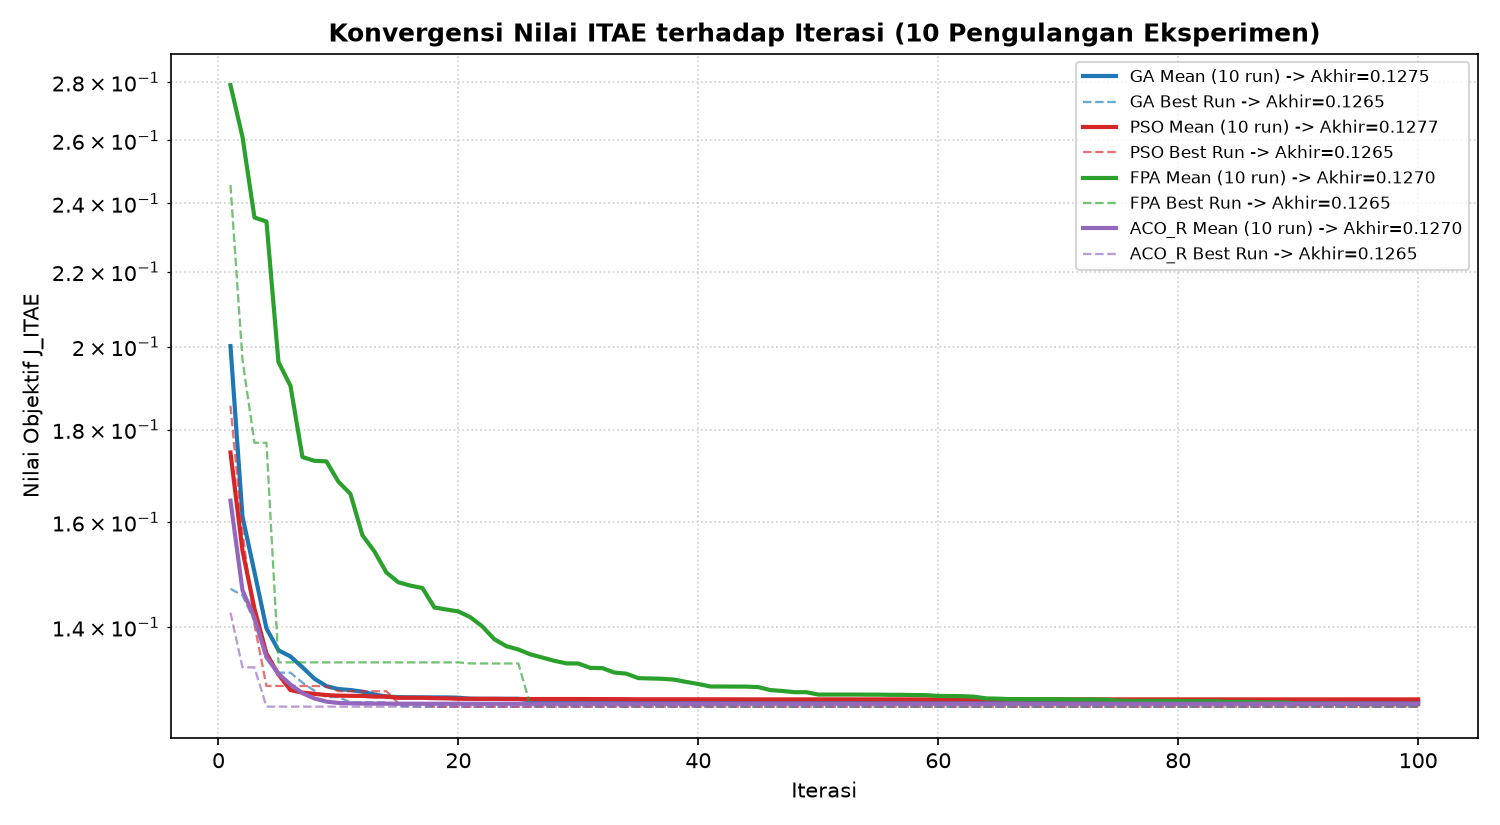 Konvergensi Nilai ITAE terhadap Iterasi (10 Pengulangan Eksperimen)
GA Mean (10 run) -> Akhir=0.1275
GA Best Run -> Akhir=0.1265
PSO Mean (10 run) -> Akhir=0.1277
PSO Best Run -> Akhir=0.1265
FPA Mean (10 run) -> Akhir=0.1270
FPA Best Run -> Akhir=0.1265
ACO_R Mean (10 run) -> Akhir=0.1270
ACO_R Best Run -> Akhir=0.1265
Nilai Objektif J_ITAE
2.8 × 10⁻¹
2.6 × 10⁻¹
2.4 × 10⁻¹
2.2 × 10⁻¹
2 × 10⁻¹
1.8 × 10⁻¹
1.6 × 10⁻¹
1.4 × 10⁻¹
0 20 40 60 80 100
Iterasi